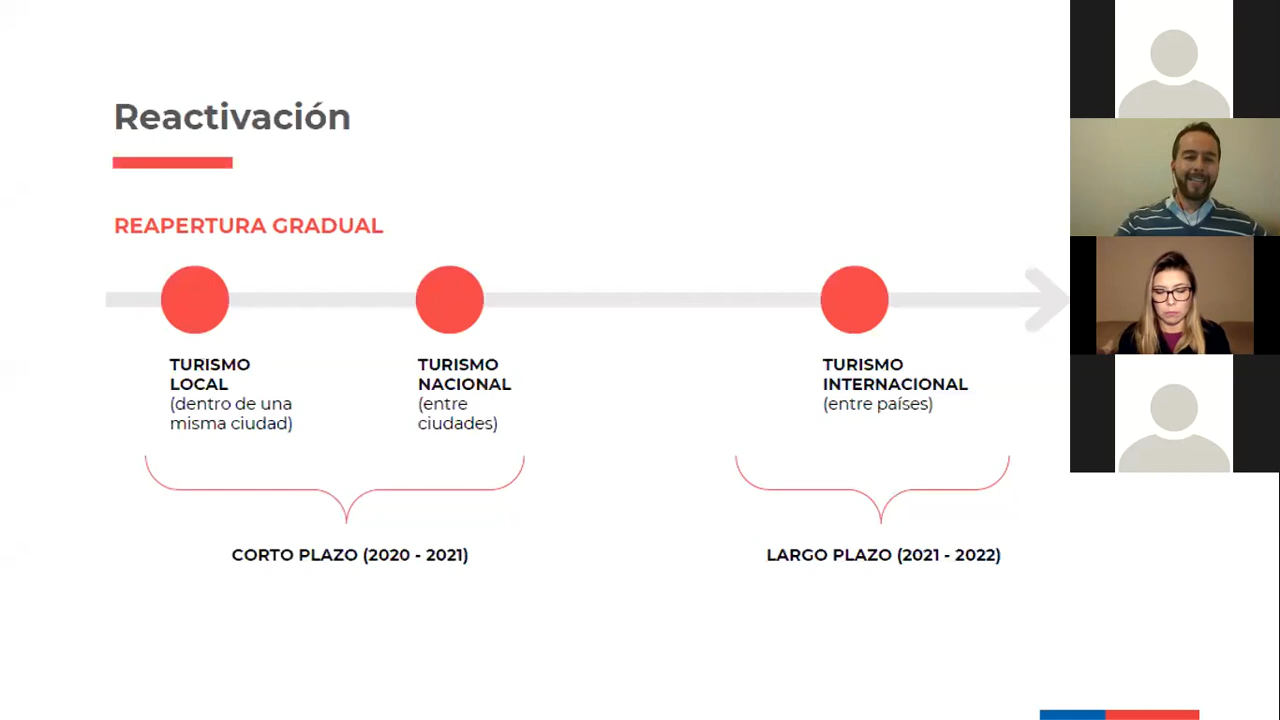 Reactivación
REAPERTURA GRADUAL
TURISMO
LOCAL
(dentro de una
misma ciudad)
TURISMO
NACIONAL
(entre
ciudades)
TURISMO
INTERNACIONAL
(entre países)
CORTO PLAZO (2020 - 2021)
LARGO PLAZO (2021 - 2022)